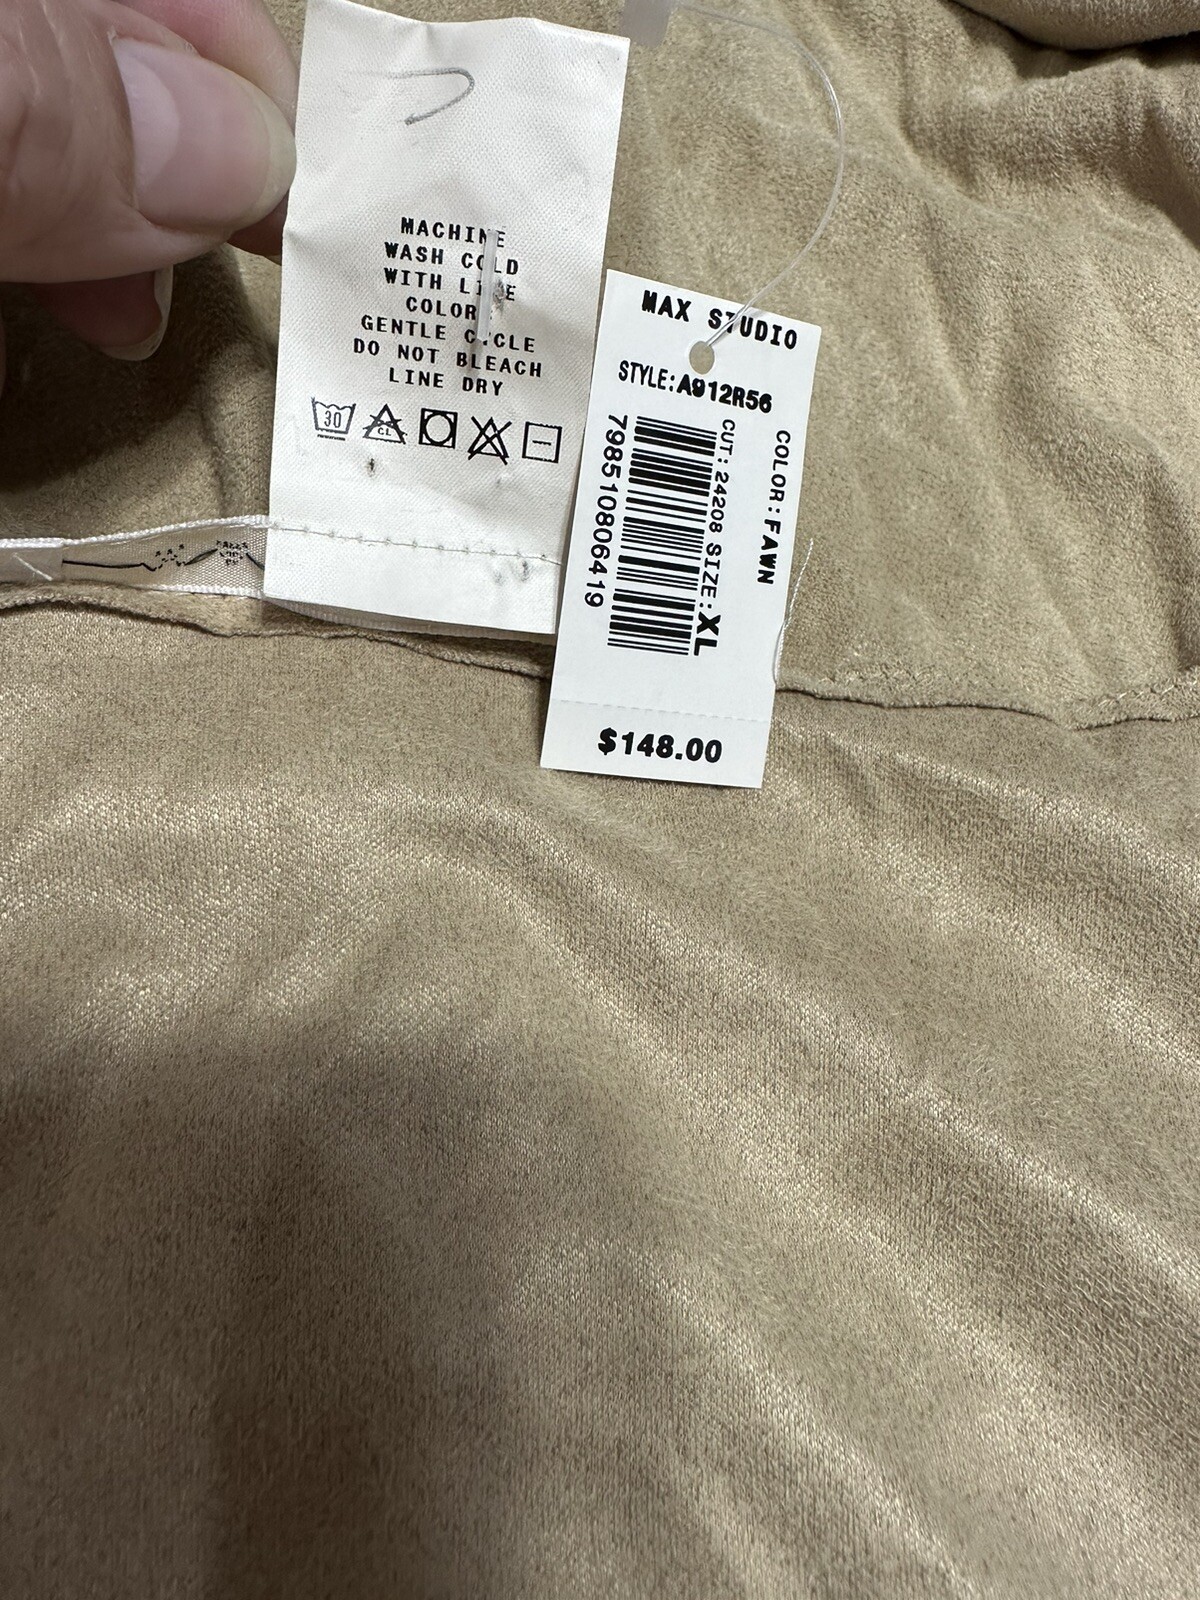 MACHINE
WASH COLD
WITH LIKE
COLORS
GENTLE CYCLE
DO NOT BLEACH
LINE DRY
30
CL
MAX STUDIO
STYLE:A912R56
COLOR:FAWN
CUT:24208 SIZE:XL
798510806419
$148.00